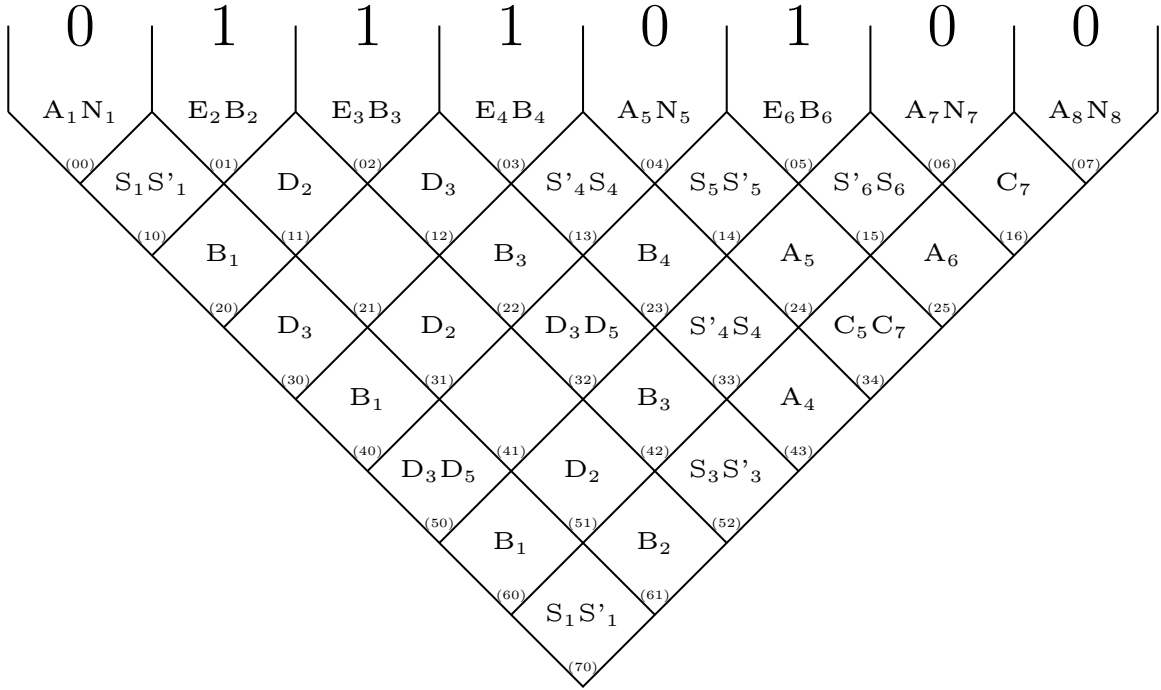 0 1 1 1 0 1 0 0
A₁N₁ E₂B₂ E₃B₃ E₄B₄ A₅N₅ E₆B₆ A₇N₇ A₈N₈
(00) (01) (02) (03) (04) (05) (06) (07)
S₁S'₁ D₂ D₃ S'₄S₄ S₅S'₅ S'₆S₆ C₇
(10) (11) (12) (13) (14) (15) (16)
B₁ B₃ B₄ A₅ A₆
(20) (21) (22) (23) (24) (25)
D₃ D₂ D₃D₅ S'₄S₄ C₅C₇
(30) (31) (32) (33) (34)
B₁ B₃ A₄
(40) (41) (42) (43)
D₃D₅ D₂ S₃S'₃
(50) (51) (52)
B₁ B₂
(60) (61)
S₁S'₁
(70)